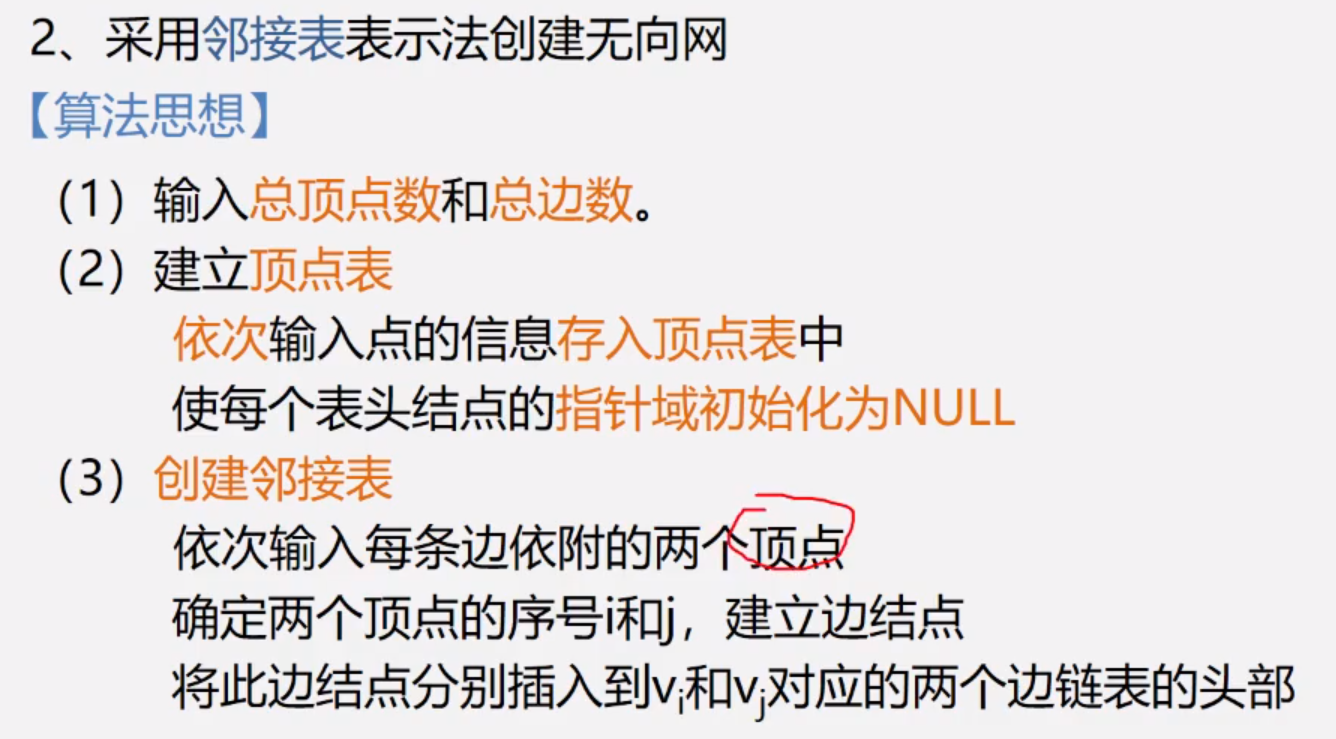 2、采用邻接表表示法创建无向网
【算法思想】
（1）输入总顶点数和总边数。
（2）建立顶点表
依次输入点的信息存入顶点表中
使每个表头结点的指针域初始化为NULL
（3）创建邻接表
依次输入每条边依附的两个顶点
确定两个顶点的序号i和j，建立边结点
将此边结点分别插入到vi和vj对应的两个边链表的头部